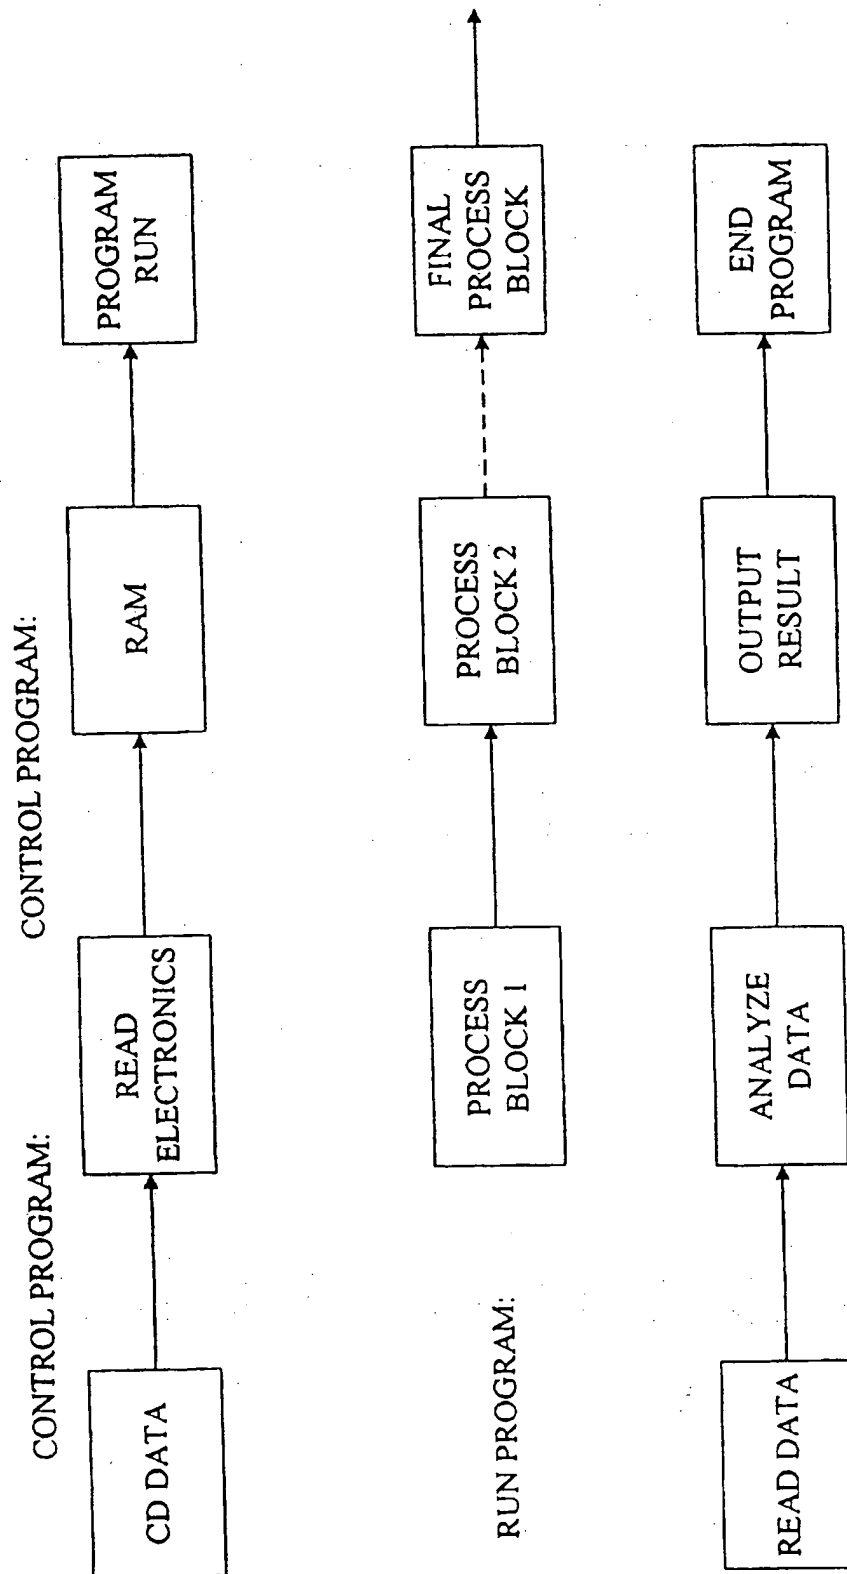 CONTROL PROGRAM:
CONTROL PROGRAM:
CD DATA
READ
ELECTRONICS
RAM
PROGRAM
RUN
RUN PROGRAM:
PROCESS
BLOCK 1
PROCESS
BLOCK 2
FINAL
PROCESS
BLOCK
READ DATA
ANALYZE
DATA
OUTPUT
RESULT
END
PROGRAM